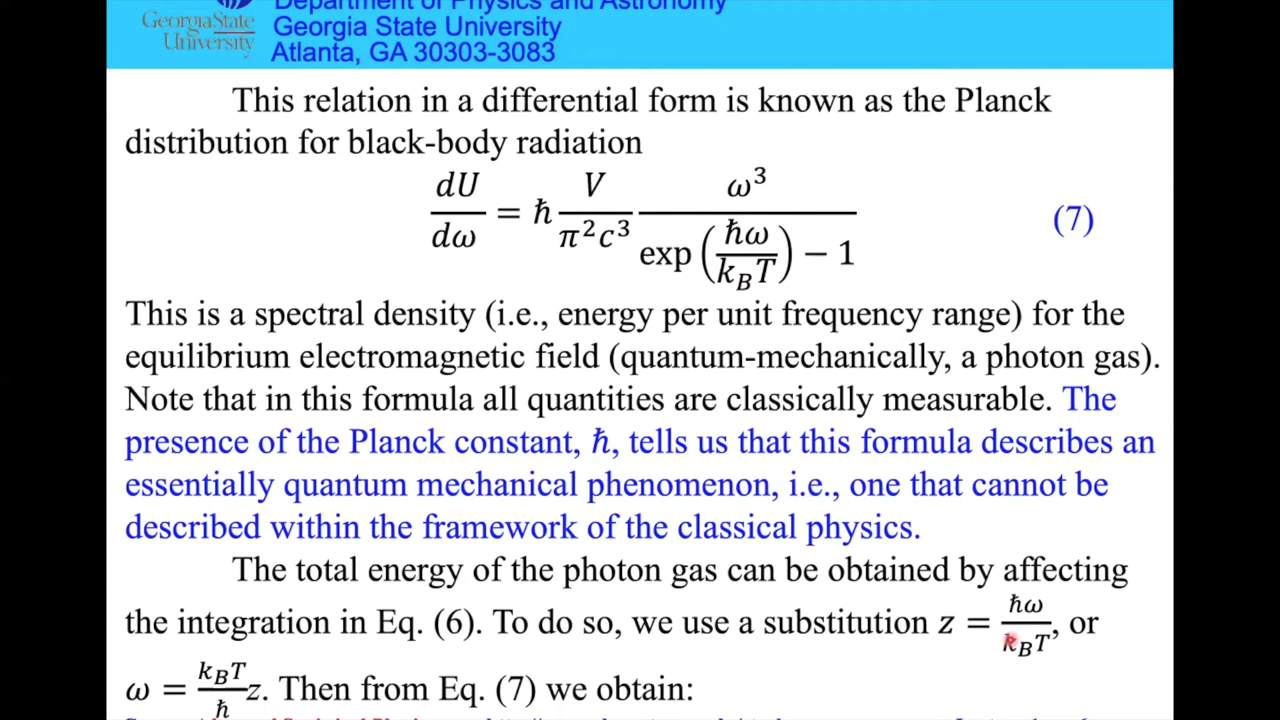 Department of Physics and Astronomy
GeorgiaState
University
Georgia State University
Atlanta, GA 30303-3083
This relation in a differential form is known as the Planck
distribution for black-body radiation
dU/dω = ℏ V/(π²c³) ω³/(exp(ℏω/(k_BT)) − 1) (7)
This is a spectral density (i.e., energy per unit frequency range) for the
equilibrium electromagnetic field (quantum-mechanically, a photon gas).
Note that in this formula all quantities are classically measurable. The
presence of the Planck constant, ℏ, tells us that this formula describes an
essentially quantum mechanical phenomenon, i.e., one that cannot be
described within the framework of the classical physics.
The total energy of the photon gas can be obtained by affecting
the integration in Eq. (6). To do so, we use a substitution z = ℏω/(k_BT), or
ω = (k_BT/ℏ)z. Then from Eq. (7) we obtain: